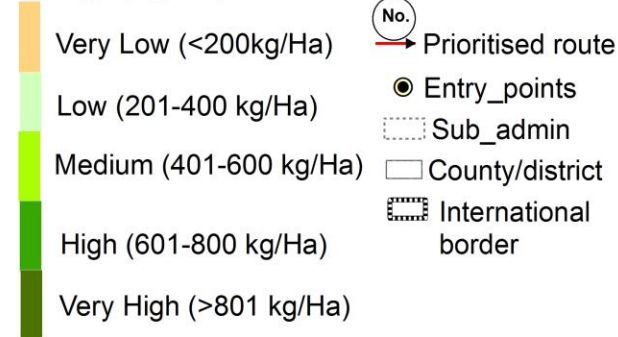 Very Low (<200kg/Ha)
Low (201-400 kg/Ha)
Medium (401-600 kg/Ha)
High (601-800 kg/Ha)
Very High (>801 kg/Ha)
No.
Prioritised route
Entry_points
Sub_admin
County/district
International
border